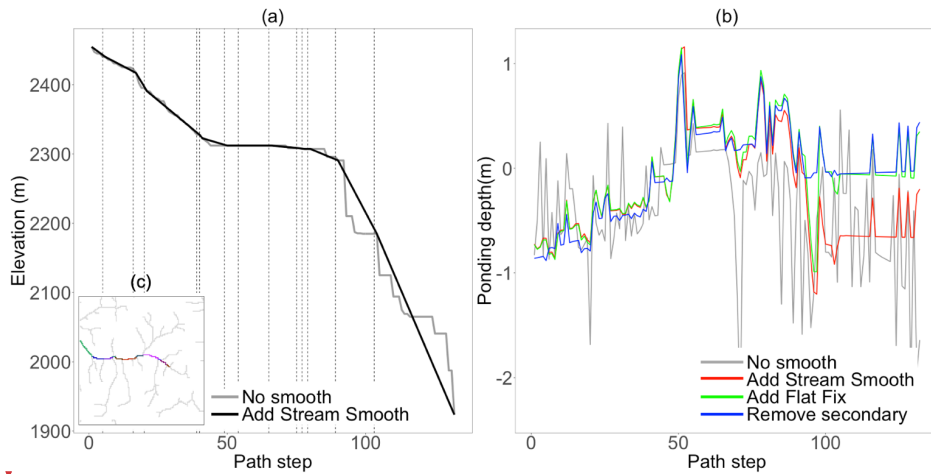 (a)
2400
2300
2200
2100
2000
1900
Elevation (m)
0
50
100
Path step
(c)
No smooth
Add Stream Smooth
(b)
1
0
-1
-2
Ponding depth(m)
0
50
100
Path step
No smooth
Add Stream Smooth
Add Flat Fix
Remove secondary